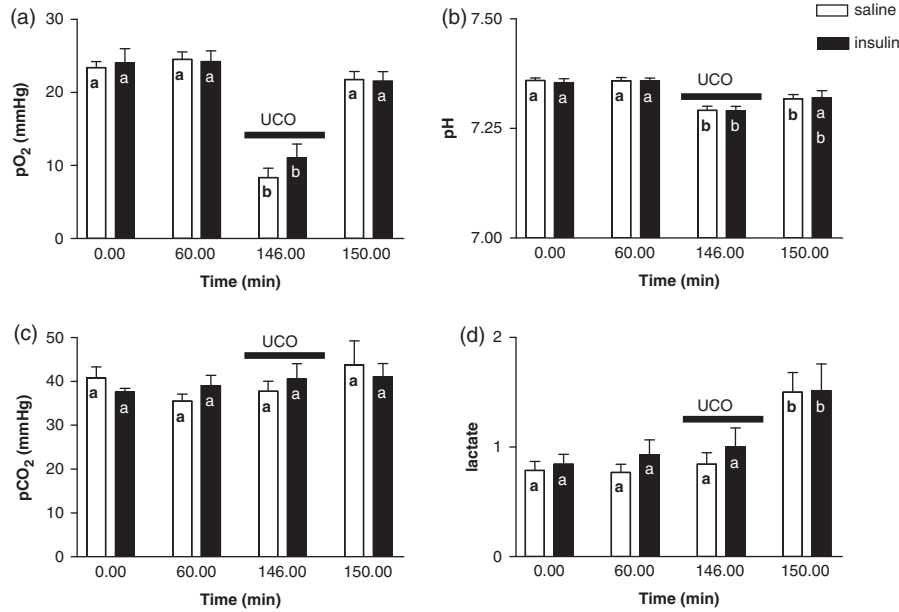 (a)
30
20
10
0
pO₂ (mmHg)
a
a
a
a
UCO
b
b
a
a
0.00 60.00 146.00 150.00
Time (min)
(b)
7.50
7.25
7.00
pH
saline
insulin
a
a
a
a
UCO
b
b
b
a
b
0.00 60.00 146.00 150.00
Time (min)
(c)
50
40
30
20
10
0
pCO₂ (mmHg)
a
a
a
a
UCO
a
a
a
a
0.00 60.00 146.00 150.00
Time (min)
(d)
2
1
0
lactate
a
a
a
a
UCO
a
a
b
b
0.00 60.00 146.00 150.00
Time (min)